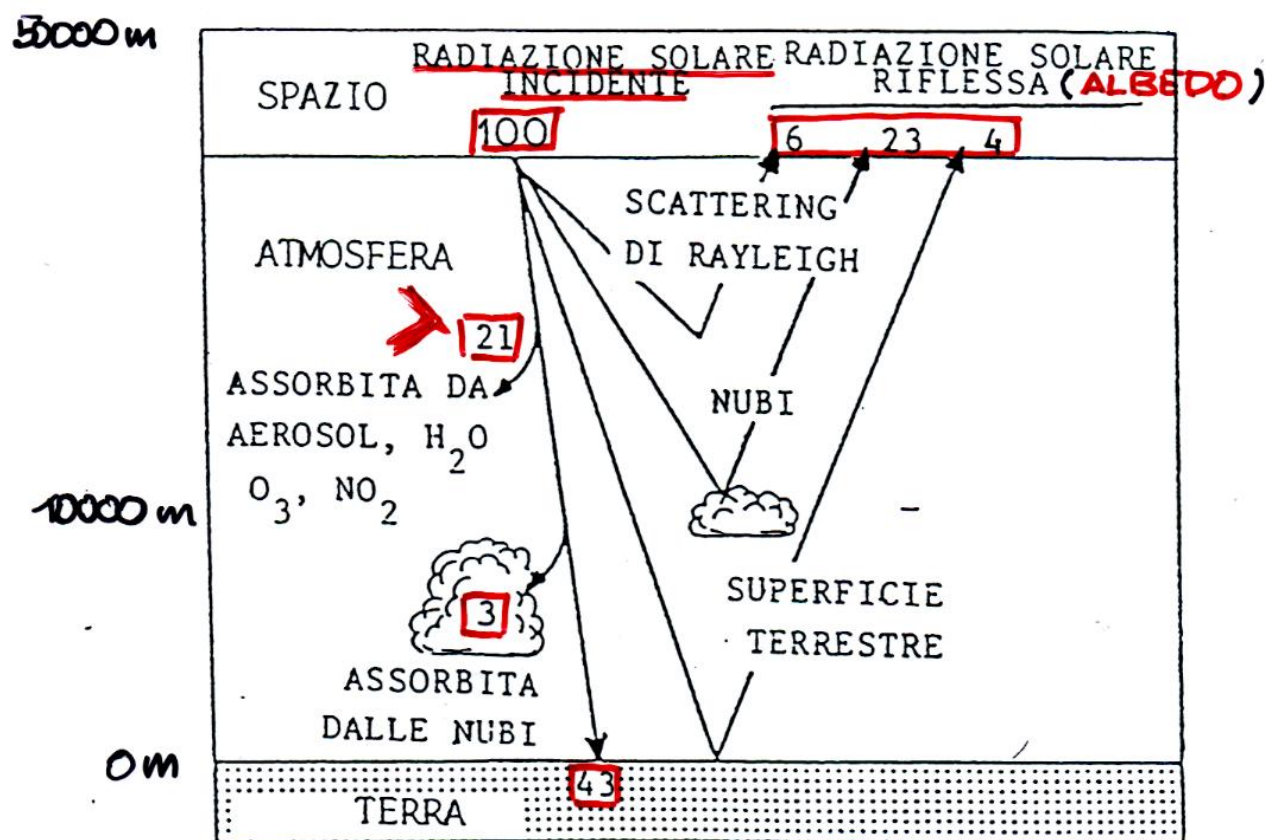 50000 m
SPAZIO
RADIAZIONE SOLARE
INCIDENTE
100
RADIAZIONE SOLARE
RIFLESSA (ALBEDO)
6 23 4
SCATTERING
DI RAYLEIGH
ATMOSFERA
21
ASSORBITA DA
AEROSOL, H2O
O3, NO2
NUBI
10000 m
3
ASSORBITA
DALLE NUBI
SUPERFICIE
TERRESTRE
0 m
43
TERRA